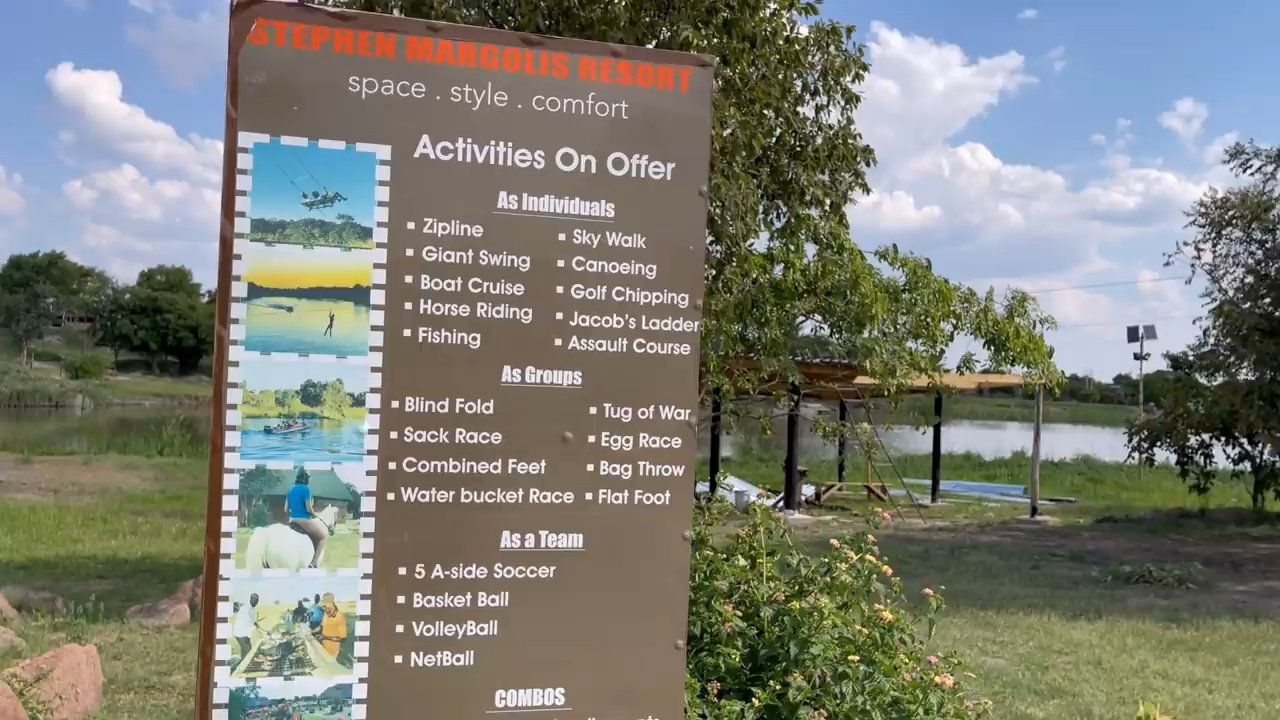 STEPHEN MARGOLIS RESORT
space . style . comfort
Activities On Offer
As Individuals
▪ Zipline
▪ Giant Swing
▪ Boat Cruise
▪ Horse Riding
▪ Fishing
▪ Sky Walk
▪ Canoeing
▪ Golf Chipping
▪ Jacob's Ladder
▪ Assault Course
As Groups
▪ Blind Fold
▪ Sack Race
▪ Combined Feet
▪ Water bucket Race
▪ Tug of War
▪ Egg Race
▪ Bag Throw
▪ Flat Foot
As a Team
▪ 5 A-side Soccer
▪ Basket Ball
▪ VolleyBall
▪ NetBall
COMBOS